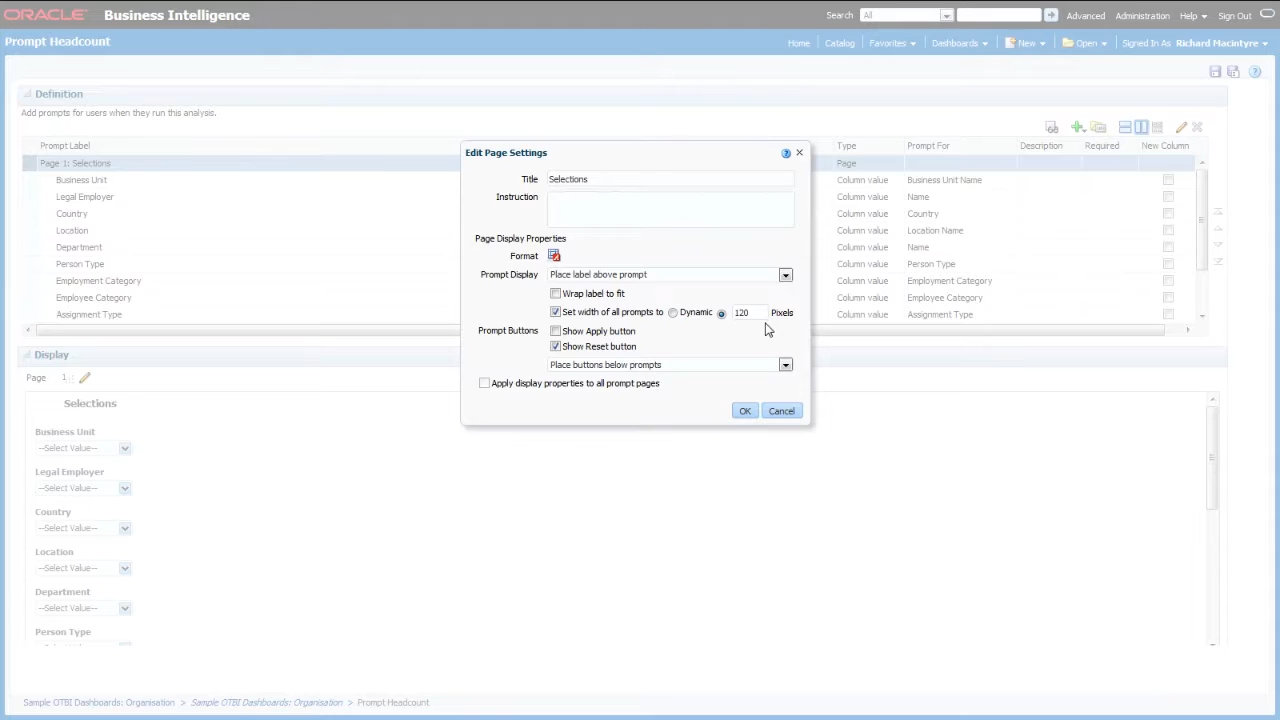 ORACLE Business Intelligence Search All Advanced Administration Help Sign Out
Prompt Headcount Home Catalog Favorites Dashboards New Open Signed In As Richard Macintyre
Definition
Add prompts for users when they run this analysis.
Prompt Label Type Prompt For Description Required New Column
Page 1: Selections Page
Business Unit Column value Business Unit Name
Legal Employer Column value Name
Country Column value Country
Location Column value Location Name
Department Column value Name
Person Type Column value Person Type
Employment Category Column value Employment Category
Employee Category Column value Employee Category
Assignment Type Column value Assignment Type
Edit Page Settings
Title Selections
Instruction
Page Display Properties
Format
Prompt Display Place label above prompt
Wrap label to fit
Set width of all prompts to Dynamic 120 Pixels
Prompt Buttons Show Apply button
Show Reset button
Place buttons below prompts
Apply display properties to all prompt pages
OK Cancel
Display
Page 1
Selections
Business Unit
--Select Value--
Legal Employer
--Select Value--
Country
--Select Value--
Location
--Select Value--
Department
--Select Value--
Person Type
Sample OTBI Dashboards: Organisation > Sample OTBI Dashboards: Organisation > Prompt Headcount